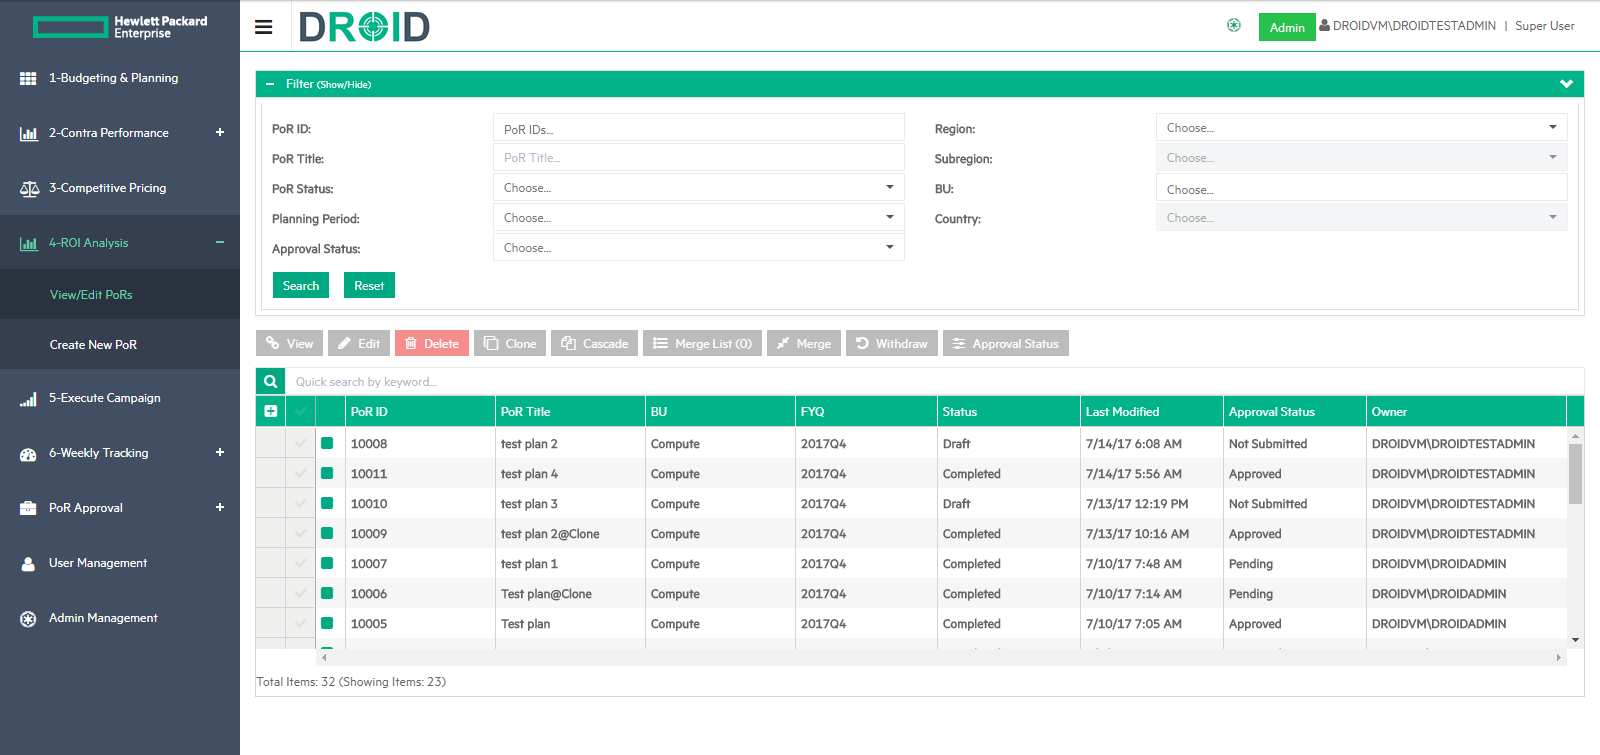 Hewlett Packard
Enterprise
DROID
Admin
DROIDVM\DROIDTESTADMIN | Super User
1-Budgeting & Planning
2-Contra Performance
3-Competitive Pricing
4-ROI Analysis
View/Edit PoRs
Create New PoR
5-Execute Campaign
6-Weekly Tracking
PoR Approval
User Management
Admin Management
Filter (Show/Hide)
PoR ID: PoR IDs... Region: Choose...
PoR Title: PoR Title... Subregion: Choose...
PoR Status: Choose... BU: Choose...
Planning Period: Choose... Country: Choose...
Approval Status: Choose...
Search Reset
View Edit Delete Clone Cascade Merge List (0) Merge Withdraw Approval Status
Quick search by keyword...
PoR ID PoR Title BU FYQ Status Last Modified Approval Status Owner
10008 test plan 2 Compute 2017Q4 Draft 7/14/17 6:08 AM Not Submitted DROIDVM\DROIDTESTADMIN
10011 test plan 4 Compute 2017Q4 Completed 7/14/17 5:56 AM Approved DROIDVM\DROIDTESTADMIN
10010 test plan 3 Compute 2017Q4 Draft 7/13/17 12:19 PM Not Submitted DROIDVM\DROIDTESTADMIN
10009 test plan 2@Clone Compute 2017Q4 Completed 7/13/17 10:16 AM Approved DROIDVM\DROIDTESTADMIN
10007 test plan 1 Compute 2017Q4 Completed 7/10/17 7:48 AM Pending DROIDVM\DROIDADMIN
10006 Test plan@Clone Compute 2017Q4 Completed 7/10/17 7:14 AM Pending DROIDVM\DROIDADMIN
10005 Test plan Compute 2017Q4 Completed 7/10/17 7:05 AM Approved DROIDVM\DROIDADMIN
Total Items: 32 (Showing Items: 23)